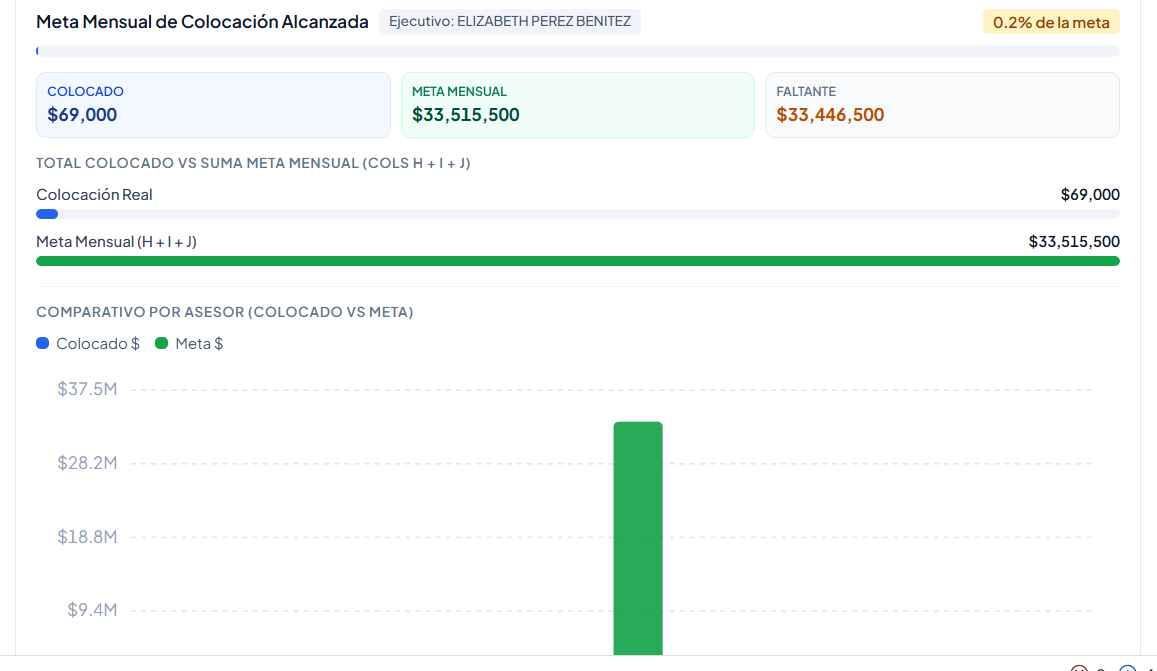 Meta Mensual de Colocación Alcanzada Ejecutivo: ELIZABETH PEREZ BENITEZ 0.2% de la meta
COLOCADO META MENSUAL FALTANTE
$69,000 $33,515,500 $33,446,500
TOTAL COLOCADO VS SUMA META MENSUAL (COLS H + I + J)
Colocación Real $69,000
Meta Mensual (H + I + J) $33,515,500
COMPARATIVO POR ASESOR (COLOCADO VS META)
Colocado $ Meta $
$37.5M
$28.2M
$18.8M
$9.4M